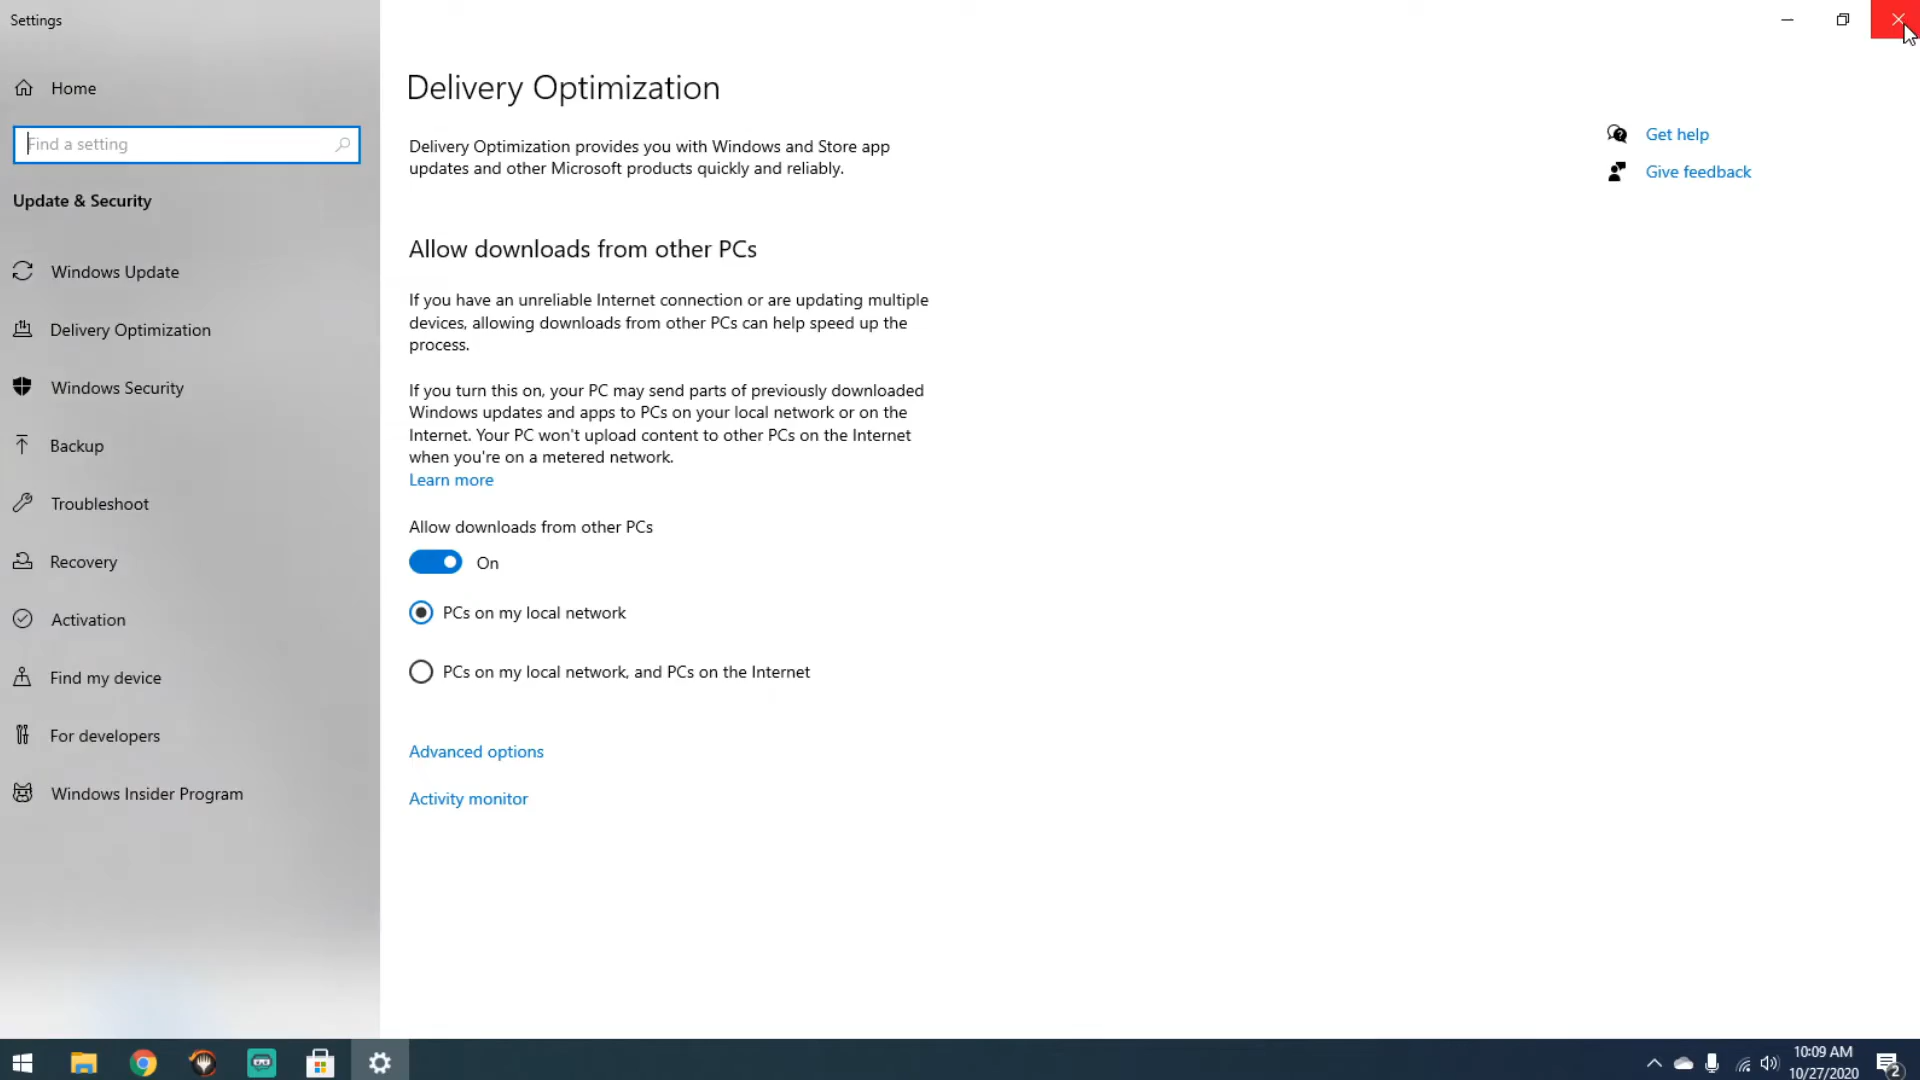 Settings
Home
Find a setting
Update & Security
Windows Update
Delivery Optimization
Windows Security
Backup
Troubleshoot
Recovery
Activation
Find my device
For developers
Windows Insider Program
Delivery Optimization
Delivery Optimization provides you with Windows and Store app
updates and other Microsoft products quickly and reliably.
Allow downloads from other PCs
If you have an unreliable Internet connection or are updating multiple
devices, allowing downloads from other PCs can help speed up the
process.
If you turn this on, your PC may send parts of previously downloaded
Windows updates and apps to PCs on your local network or on the
Internet. Your PC won't upload content to other PCs on the Internet
when you're on a metered network.
Learn more
Allow downloads from other PCs
On
PCs on my local network
PCs on my local network, and PCs on the Internet
Advanced options
Activity monitor
Get help
Give feedback
10:09 AM
10/27/2020
2